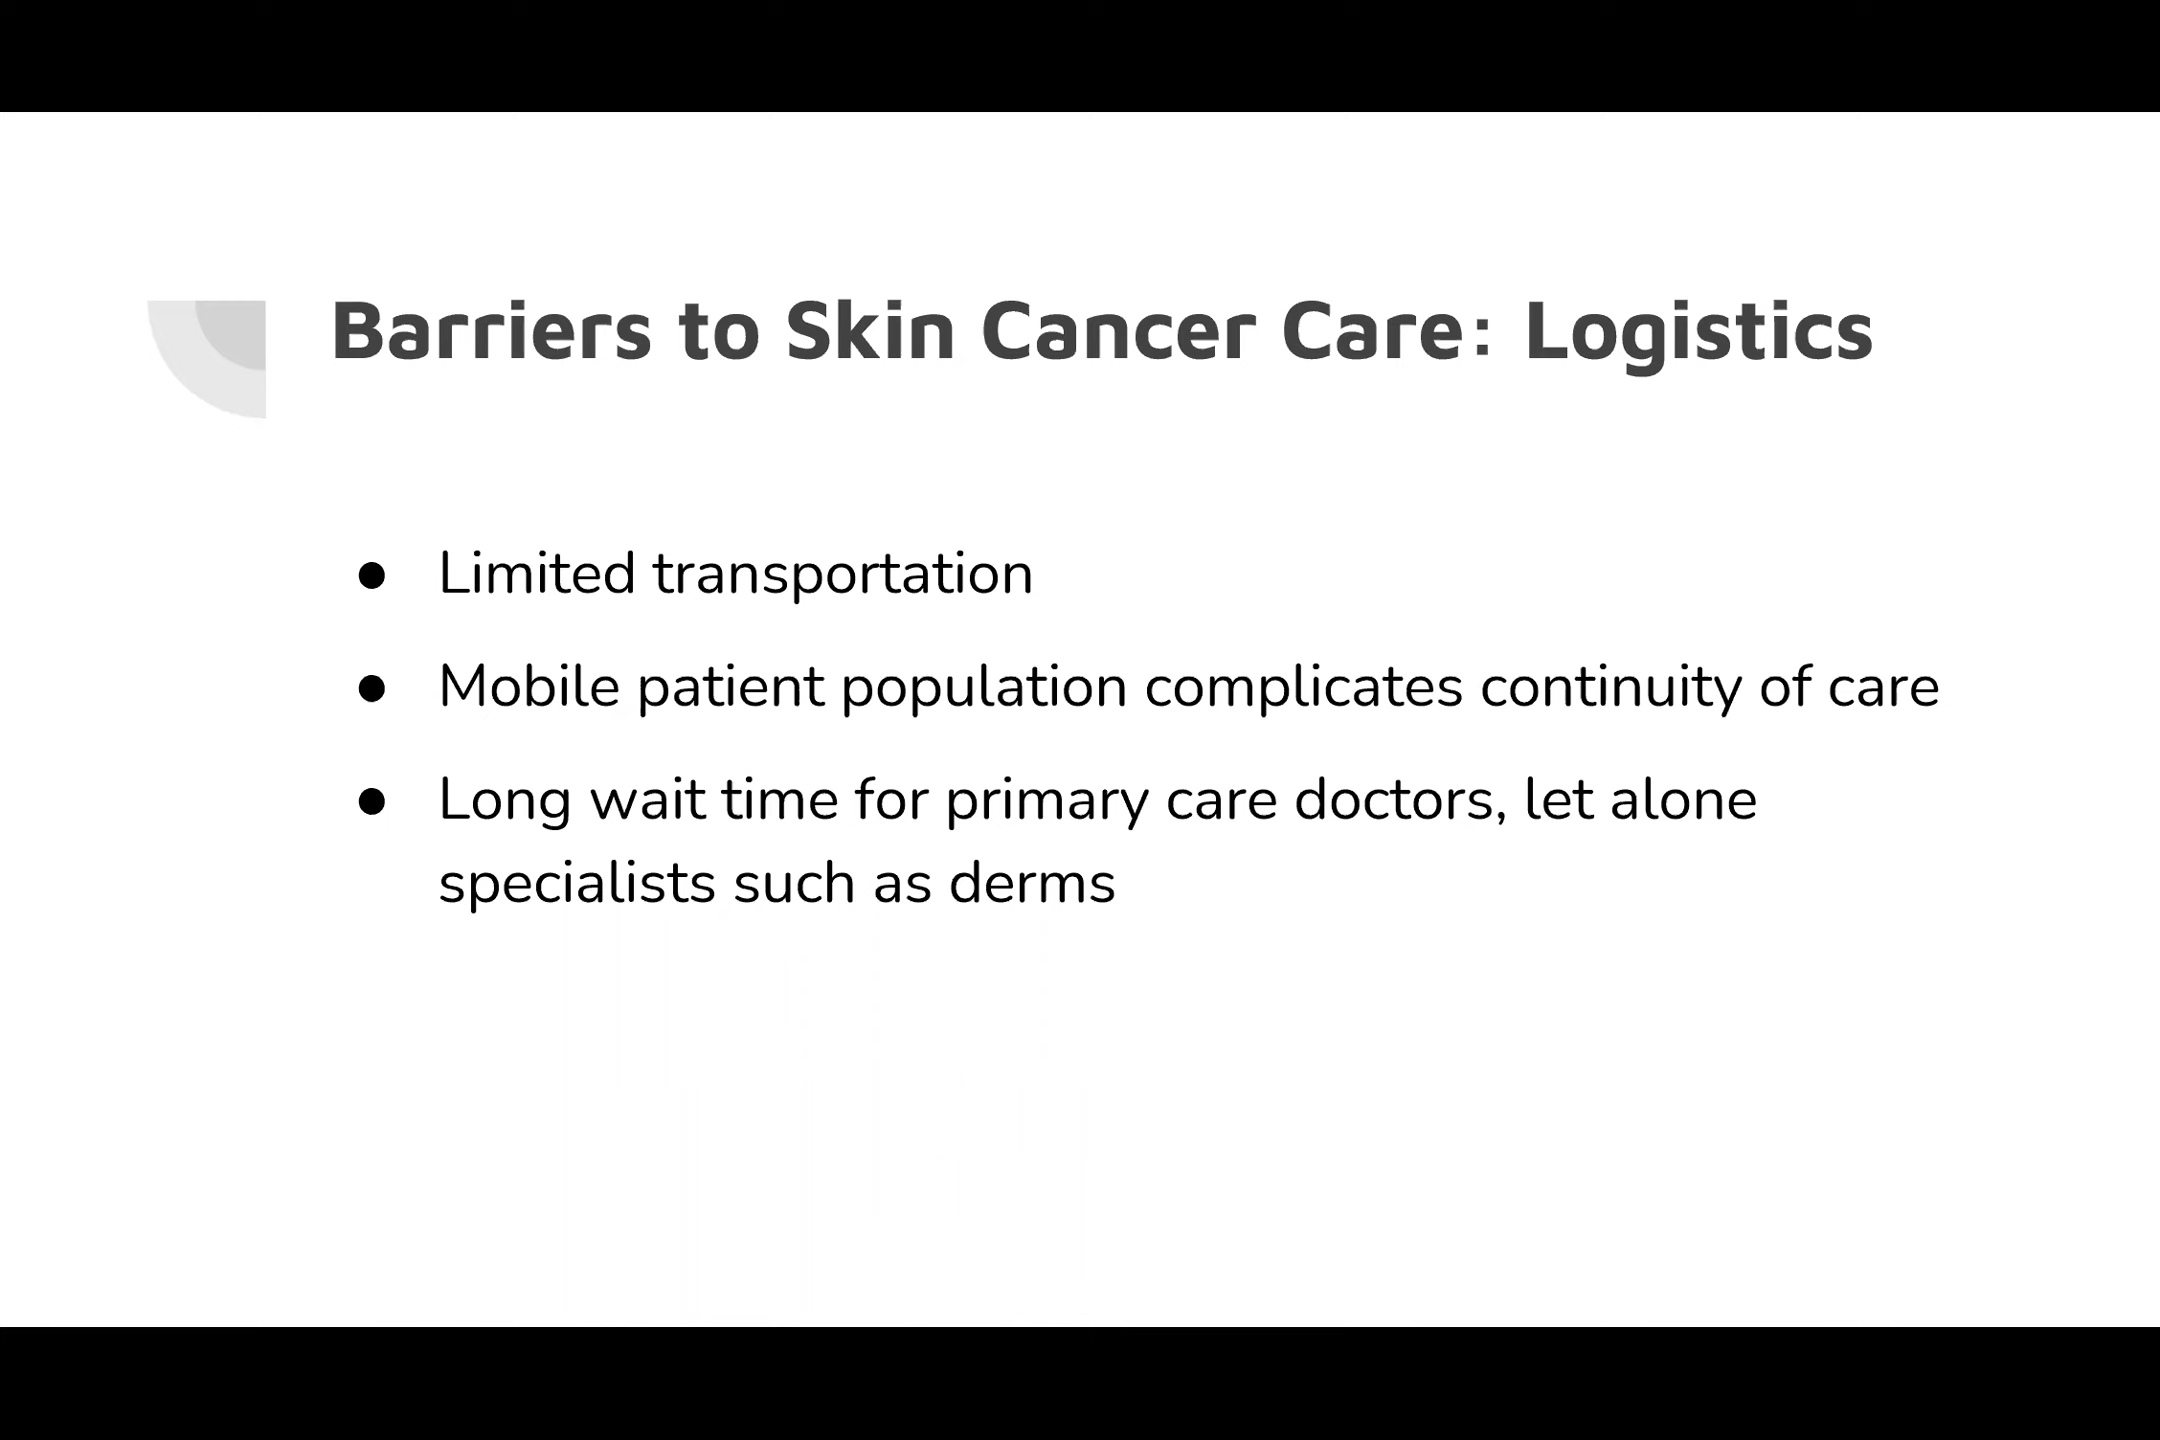 Barriers to Skin Cancer Care: Logistics
● Limited transportation
● Mobile patient population complicates continuity of care
● Long wait time for primary care doctors, let alone
specialists such as derms